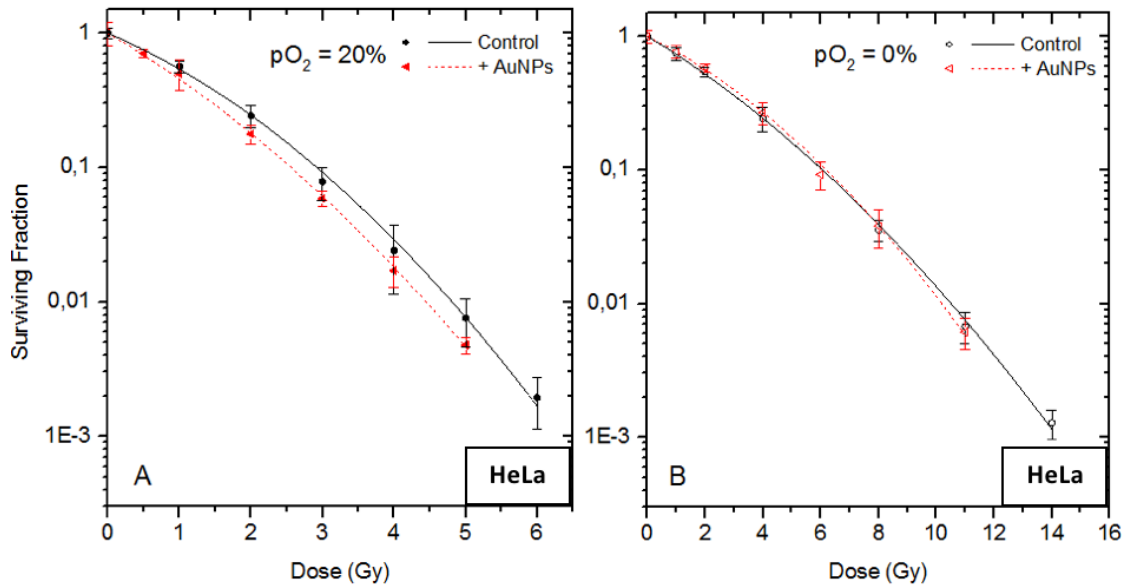 Surviving Fraction
1
0,1
0,01
1E-3
pO2 = 20%
Control
+ AuNPs
A
HeLa
0 1 2 3 4 5 6
Dose (Gy)
1
0,1
0,01
1E-3
pO2 = 0%
Control
+ AuNPs
B
HeLa
0 2 4 6 8 10 12 14 16
Dose (Gy)